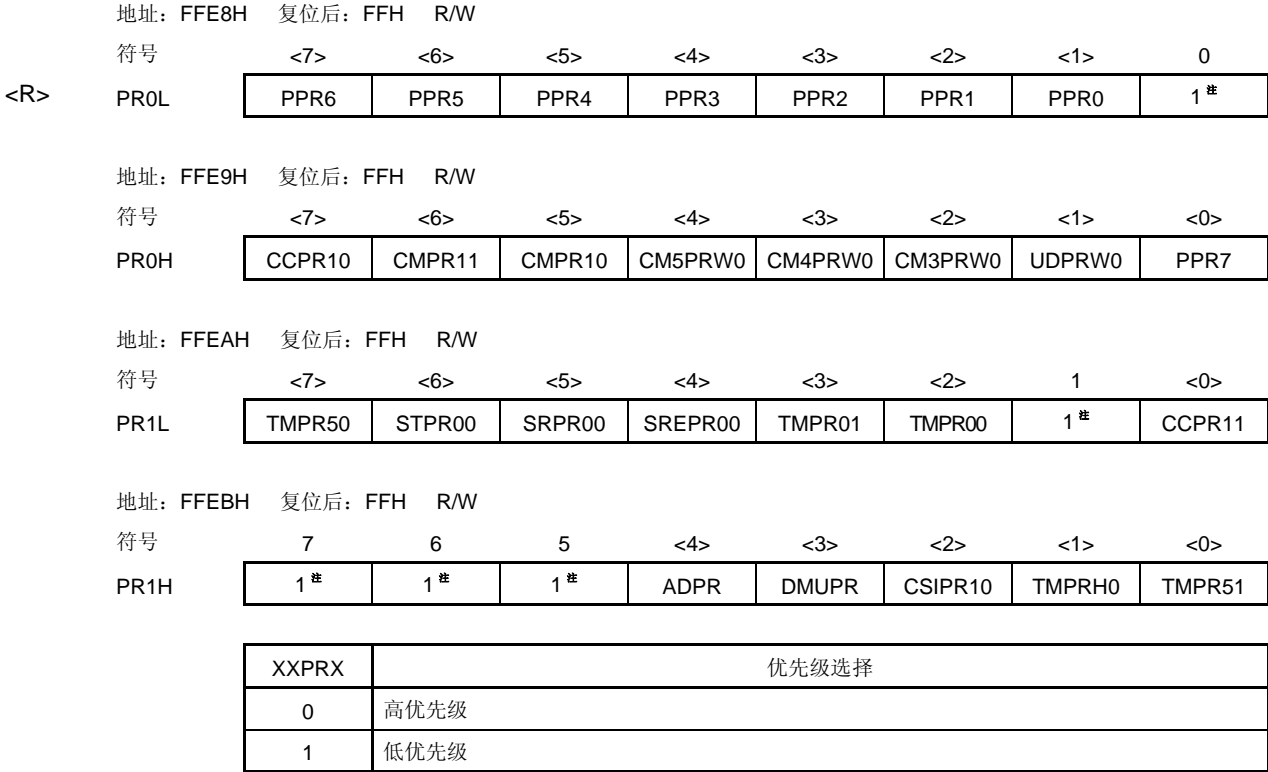 地址：FFE8H 复位后：FFH R/W
符号 <7> <6> <5> <4> <3> <2> <1> 0
<R> PR0L PPR6 PPR5 PPR4 PPR3 PPR2 PPR1 PPR0 1注
地址：FFE9H 复位后：FFH R/W
符号 <7> <6> <5> <4> <3> <2> <1> <0>
PR0H CCPR10 CMPR11 CMPR10 CM5PRW0 CM4PRW0 CM3PRW0 UDPRW0 PPR7
地址：FFEAH 复位后：FFH R/W
符号 <7> <6> <5> <4> <3> <2> 1 <0>
PR1L TMPR50 STPR00 SRPR00 SREPR00 TMPR01 TMPR00 1注 CCPR11
地址：FFEBH 复位后：FFH R/W
符号 7 6 5 <4> <3> <2> <1> <0>
PR1H 1注 1注 1注 ADPR DMUPR CSIPR10 TMPRH0 TMPR51
XXPRX 优先级选择
0 高优先级
1 低优先级